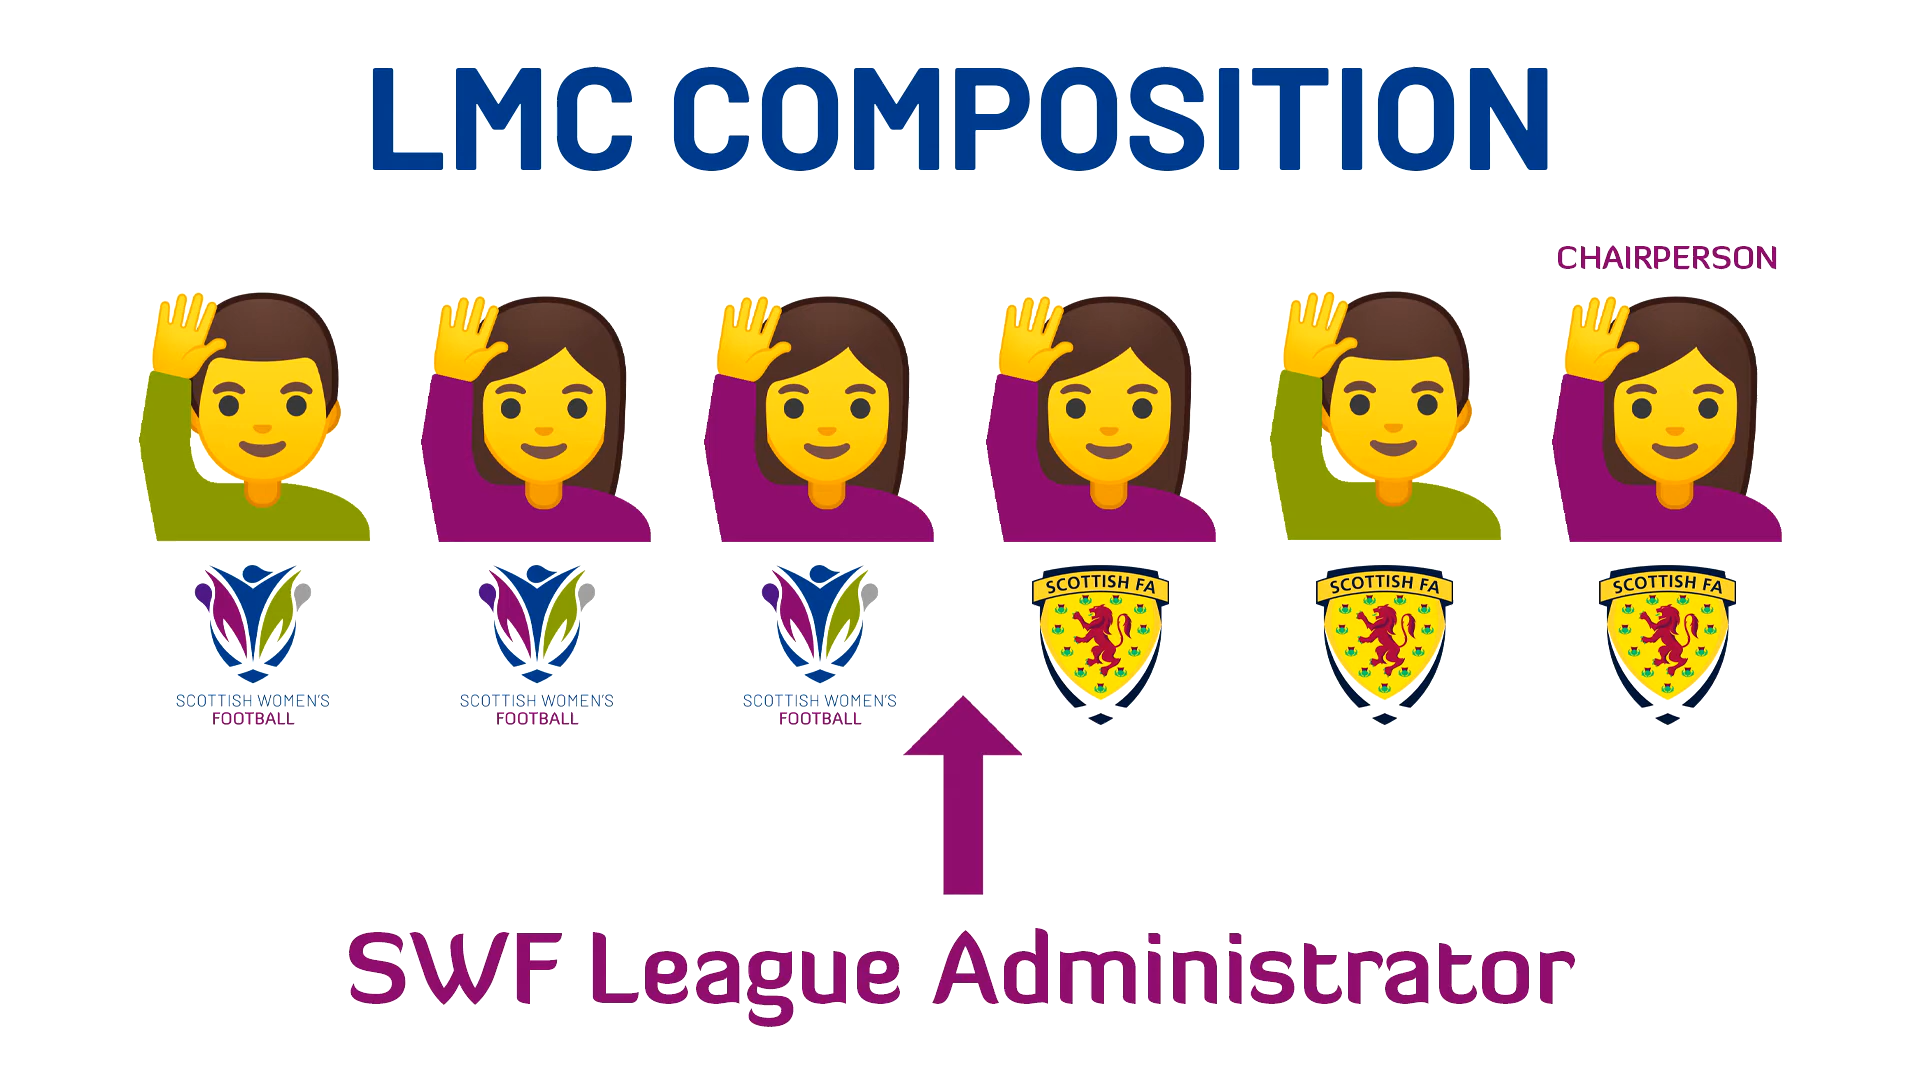 LMC COMPOSITION
CHAIRPERSON
SCOTTISH WOMEN'S
FOOTBALL
SCOTTISH WOMEN'S
FOOTBALL
SCOTTISH WOMEN'S
FOOTBALL
SCOTTISH FA
SCOTTISH FA
SCOTTISH FA
SWF League Administrator